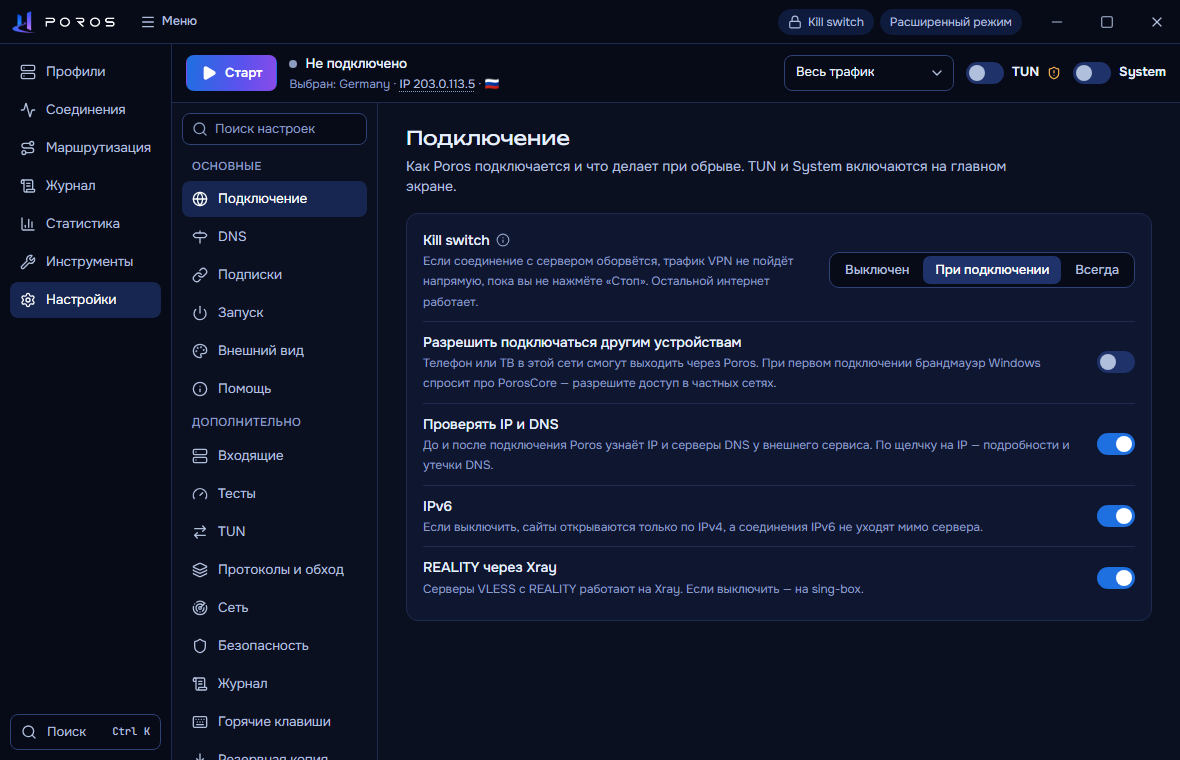 POROS
Меню
Kill switch
Расширенный режим
Профили
Соединения
Маршрутизация
Журнал
Статистика
Инструменты
Настройки
Поиск
Ctrl K
Старт
Не подключено
Выбран: Germany · IP 203.0.113.5 ·
Весь трафик
TUN
System
Поиск настроек
ОСНОВНЫЕ
Подключение
DNS
Подписки
Запуск
Внешний вид
Помощь
ДОПОЛНИТЕЛЬНО
Входящие
Тесты
TUN
Протоколы и обход
Сеть
Безопасность
Журнал
Горячие клавиши
Резервная копия
Подключение
Как Poros подключается и что делает при обрыве. TUN и System включаются на главном
экране.
Kill switch
Если соединение с сервером оборвётся, трафик VPN не пойдёт
напрямую, пока вы не нажмёте «Стоп». Остальной интернет
работает.
Выключен
При подключении
Всегда
Разрешить подключаться другим устройствам
Телефон или ТВ в этой сети смогут выходить через Poros. При первом подключении брандмауэр Windows
спросит про PorosCore — разрешите доступ в частных сетях.
Проверять IP и DNS
До и после подключения Poros узнаёт IP и серверы DNS у внешнего сервиса. По щелчку на IP — подробности и
утечки DNS.
IPv6
Если выключить, сайты открываются только по IPv4, а соединения IPv6 не уходят мимо сервера.
REALITY через Xray
Серверы VLESS с REALITY работают на Xray. Если выключить — на sing-box.